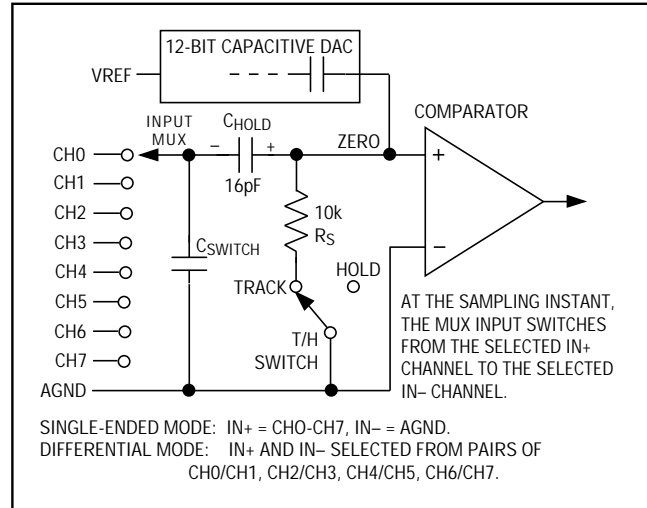 12-BIT CAPACITIVE DAC
VREF
COMPARATOR
INPUT
MUX
– CHOLD +
16pF
ZERO
+
–
CH0
CH1
CH2
CH3
CH4
CH5
CH6
CH7
AGND
CSWITCH
10k
RS
TRACK
HOLD
T/H
SWITCH
AT THE SAMPLING INSTANT,
THE MUX INPUT SWITCHES
FROM THE SELECTED IN+
CHANNEL TO THE SELECTED
IN– CHANNEL.
SINGLE-ENDED MODE: IN+ = CHO-CH7, IN– = AGND.
DIFFERENTIAL MODE: IN+ AND IN– SELECTED FROM PAIRS OF
CH0/CH1, CH2/CH3, CH4/CH5, CH6/CH7.